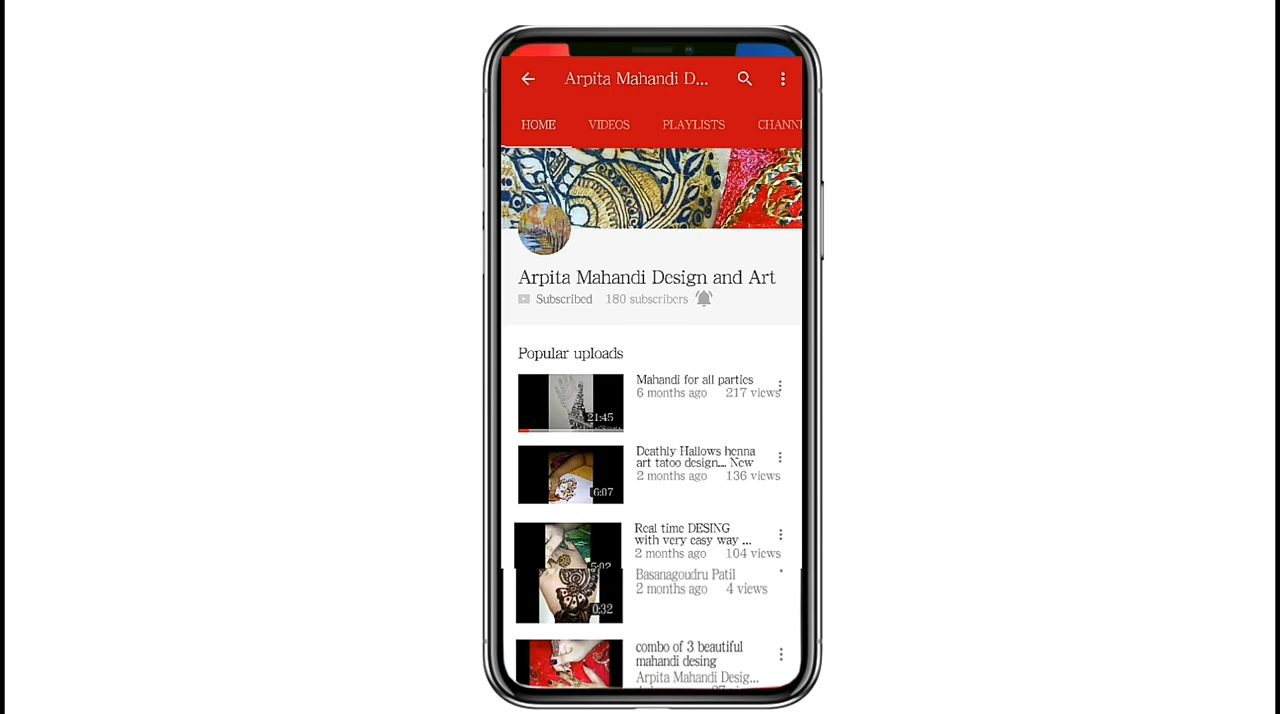 Arpita Mahandi D...
HOME VIDEOS PLAYLISTS CHANN
Arpita Mahandi Design and Art
Subscribed 180 subscribers
Popular uploads
21:45
Mahandi for all parties
6 months ago 217 views
6:07
Deathly Hallows henna
art tatoo design.... New
2 months ago 136 views
5:02
Real time DESING
with very easy way ...
2 months ago 104 views
0:32
Basanagoudru Patil
2 months ago 4 views
combo of 3 beautiful
mahandi desing
Arpita Mahandi Desig...